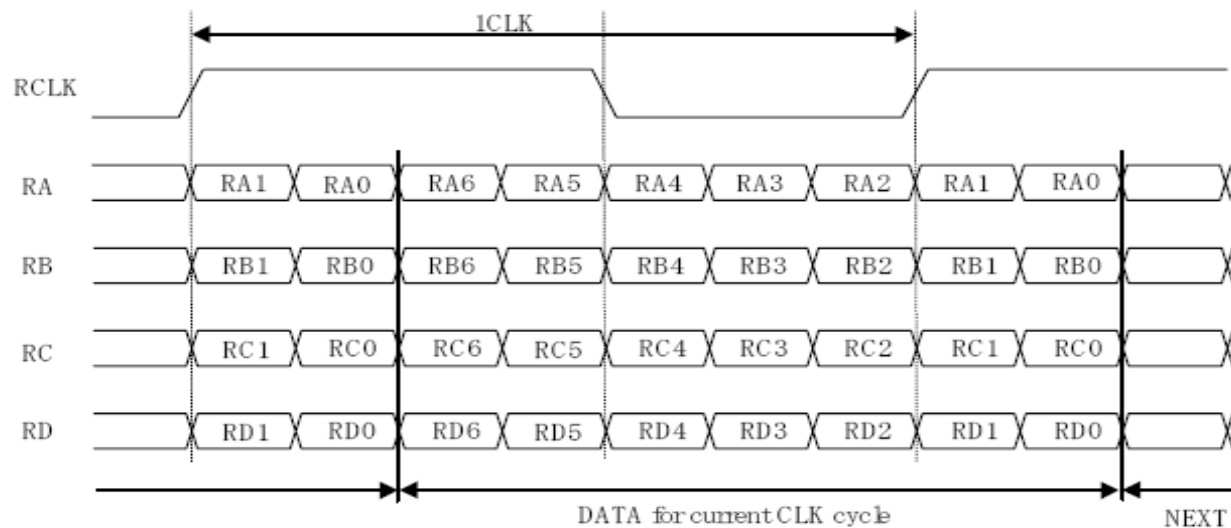 1CLK
RCLK
RA RA1 RA0 RA6 RA5 RA4 RA3 RA2 RA1 RA0
RB RB1 RB0 RB6 RB5 RB4 RB3 RB2 RB1 RB0
RC RC1 RC0 RC6 RC5 RC4 RC3 RC2 RC1 RC0
RD RD1 RD0 RD6 RD5 RD4 RD3 RD2 RD1 RD0
DATA for current CLK cycle NEXT